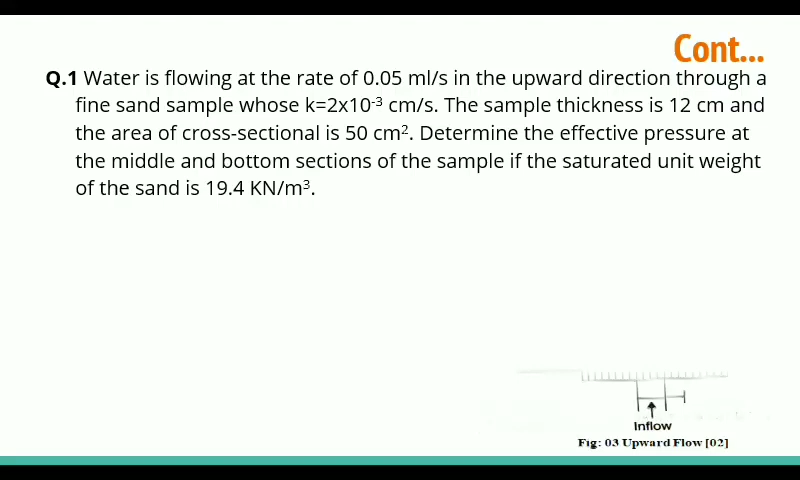 Cont...
Q.1 Water is flowing at the rate of 0.05 ml/s in the upward direction through a
fine sand sample whose k=2x10⁻³ cm/s. The sample thickness is 12 cm and
the area of cross-sectional is 50 cm². Determine the effective pressure at
the middle and bottom sections of the sample if the saturated unit weight
of the sand is 19.4 KN/m³.
Inflow
Fig: 03 Upward Flow [02]